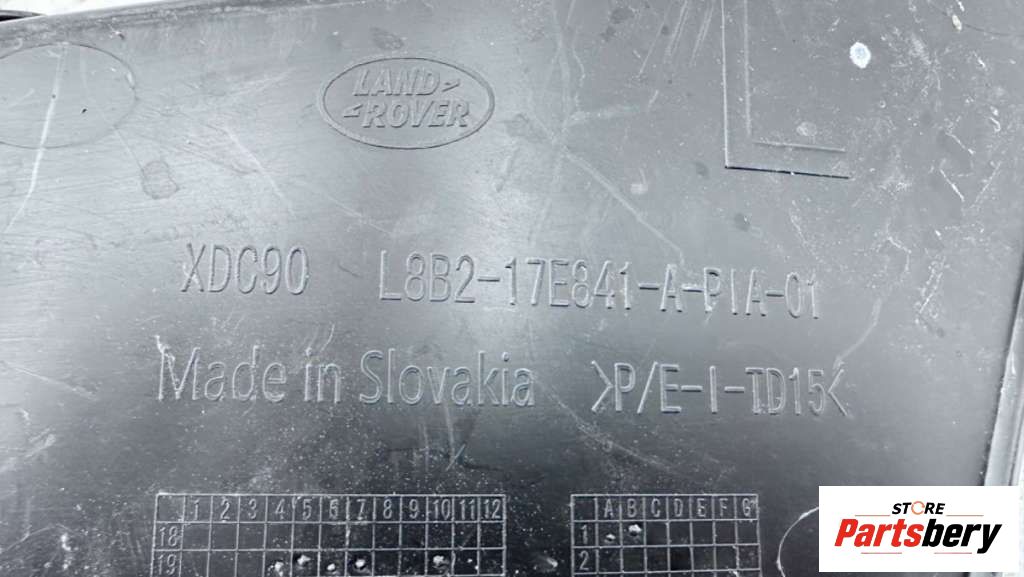 LAND
ROVER
XDC90 L8B2-17E841-A-PIA-01
Made in Slovakia >P/E-I-TD15<
1 2 3 4 5 6 7 8 9 10 11 12
18
19
A B C D E F G
1
2
STORE
Partsbery